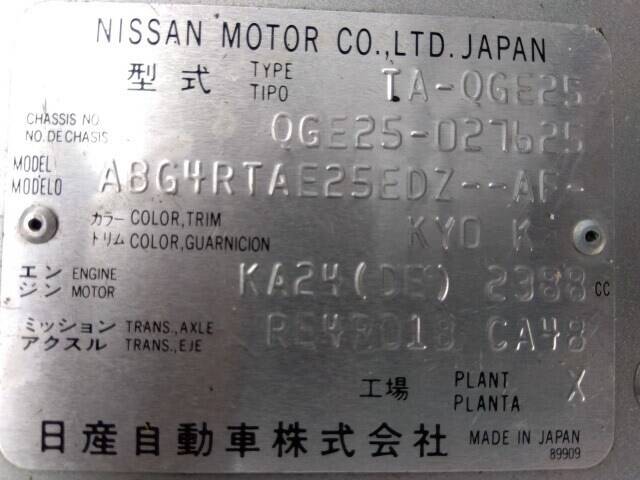 NISSAN MOTOR CO.,LTD. JAPAN
型式 TYPE TIPO TA-QGE25
CHASSIS NO. NO. DE CHASIS QGE25-027625
MODEL MODELO ABG4RTAE25EDZ--AF-
カラー COLOR,TRIM
トリム COLOR,GUARNICION KY0 K
エンジン ENGINE MOTOR KA24(DE) 2388 CC
ミッション TRANS.,AXLE
アクスル TRANS.,EJE RE4R01B CA48
工場 PLANT PLANTA X
日産自動車株式会社 MADE IN JAPAN
89909